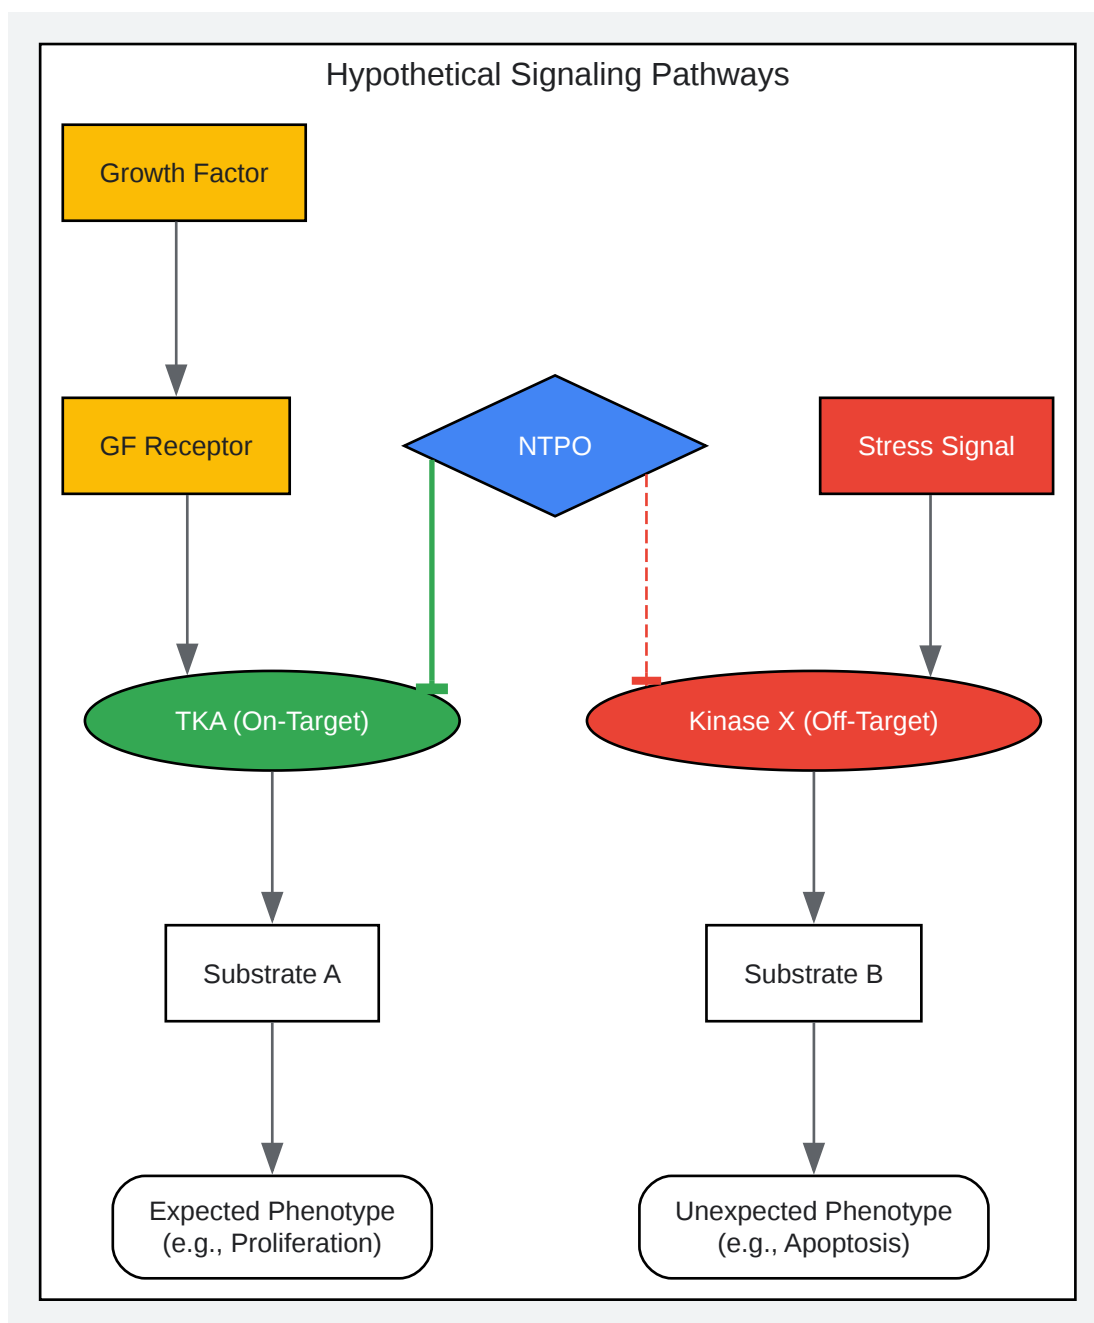 Hypothetical Signaling Pathways
Growth Factor
GF Receptor
NTPO
Stress Signal
TKA (On-Target)
Kinase X (Off-Target)
Substrate A
Substrate B
Expected Phenotype
(e.g., Proliferation)
Unexpected Phenotype
(e.g., Apoptosis)